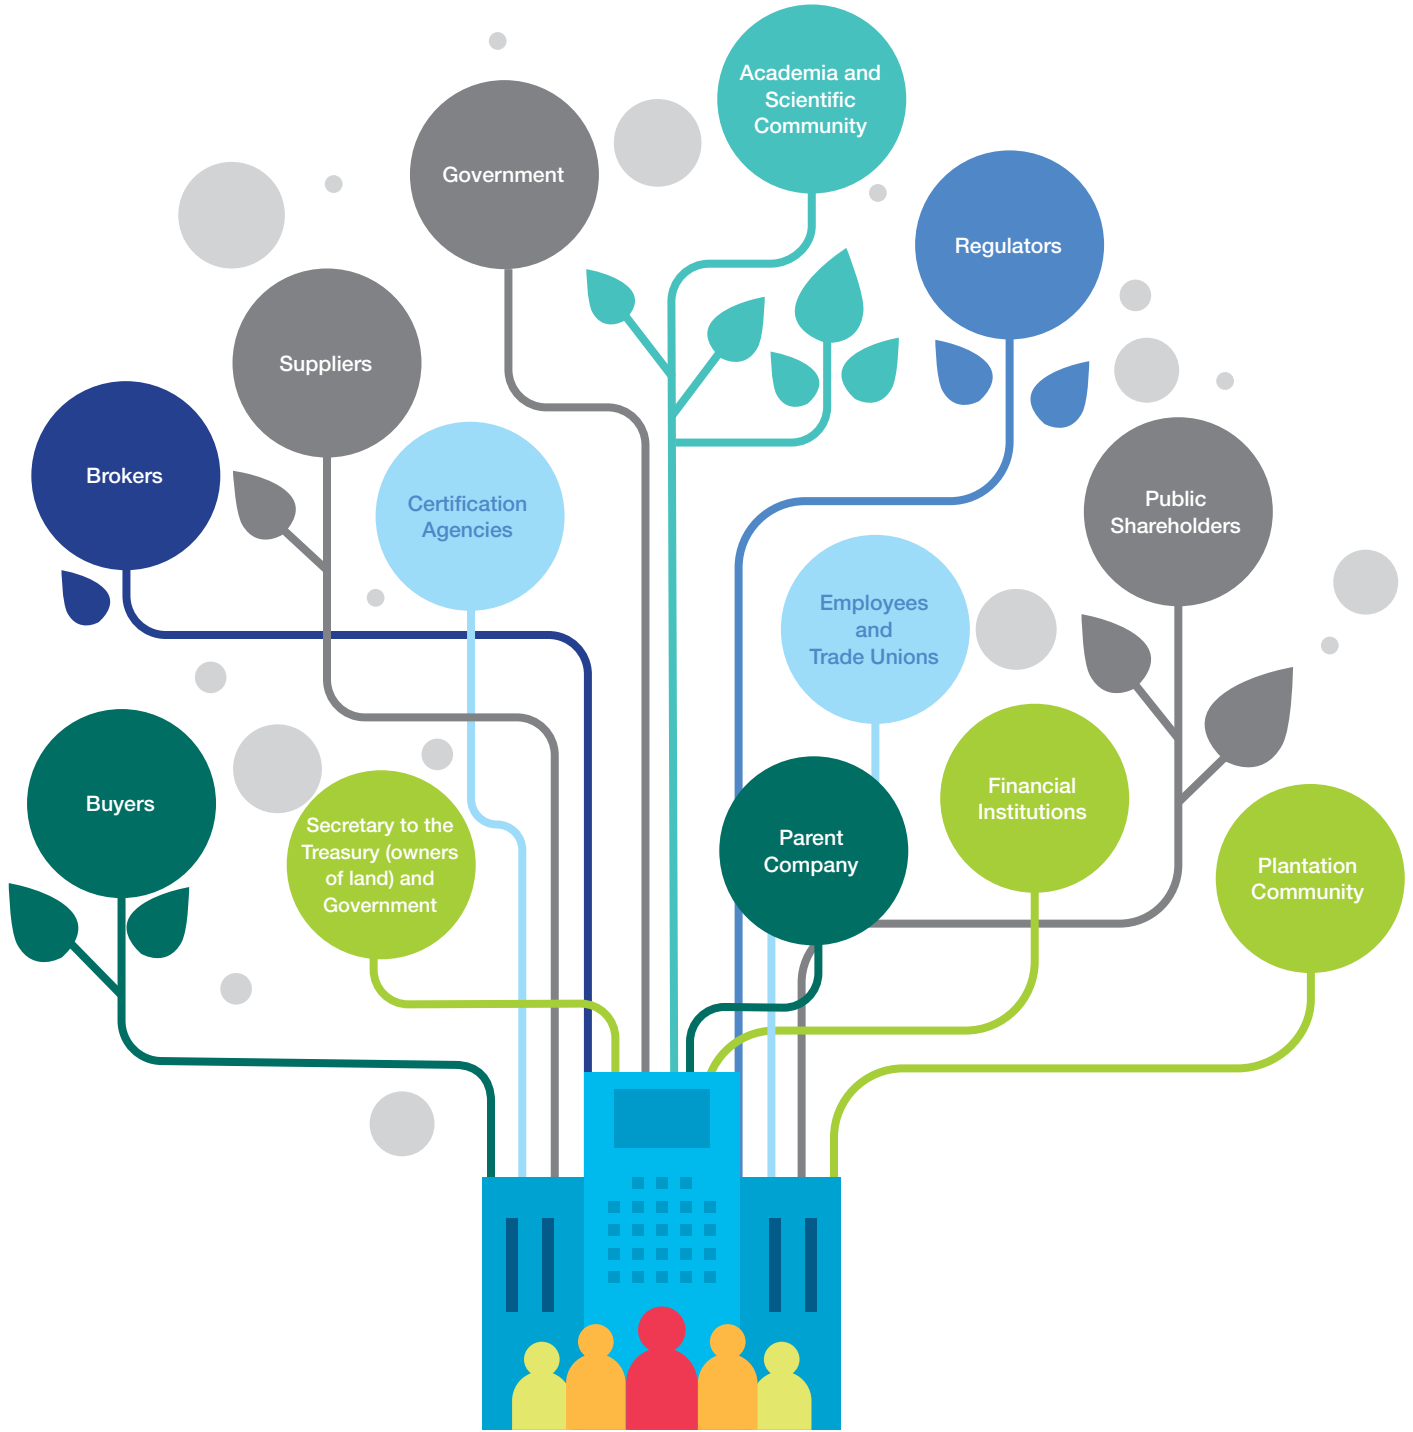 Academia and
Scientific
Community
Government
Regulators
Suppliers
Brokers
Certification
Agencies
Public
Shareholders
Employees
and
Trade Unions
Buyers
Secretary to the
Treasury (owners
of land) and
Government
Parent
Company
Financial
Institutions
Plantation
Community